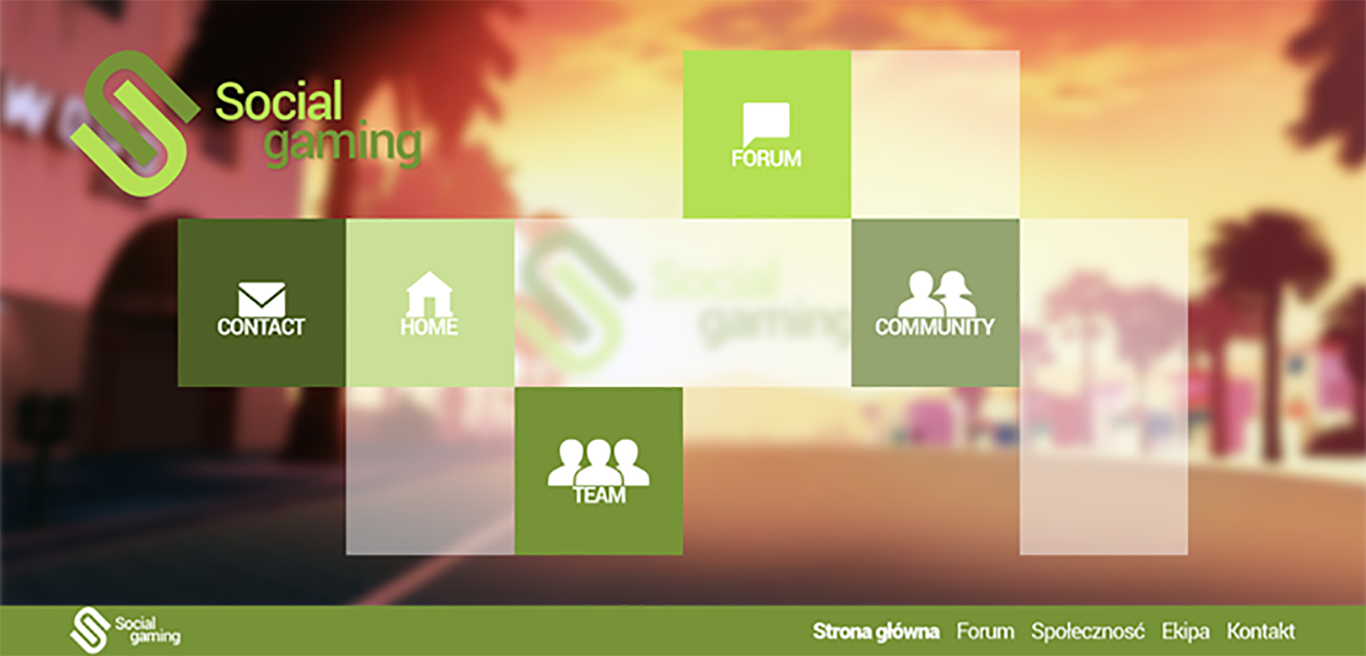 Social
gaming
FORUM
CONTACT
HOME
Social
gaming
COMMUNITY
TEAM
Social
gaming
Strona główna Forum Społeczność Ekipa Kontakt